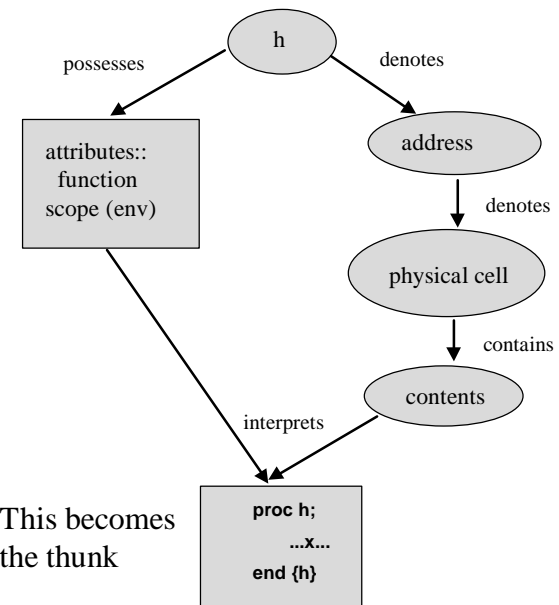 h
possesses
denotes
attributes::
function
scope (env)
address
denotes
physical cell
contains
contents
interprets
This becomes
the thunk
proc h;
...x...
end {h}